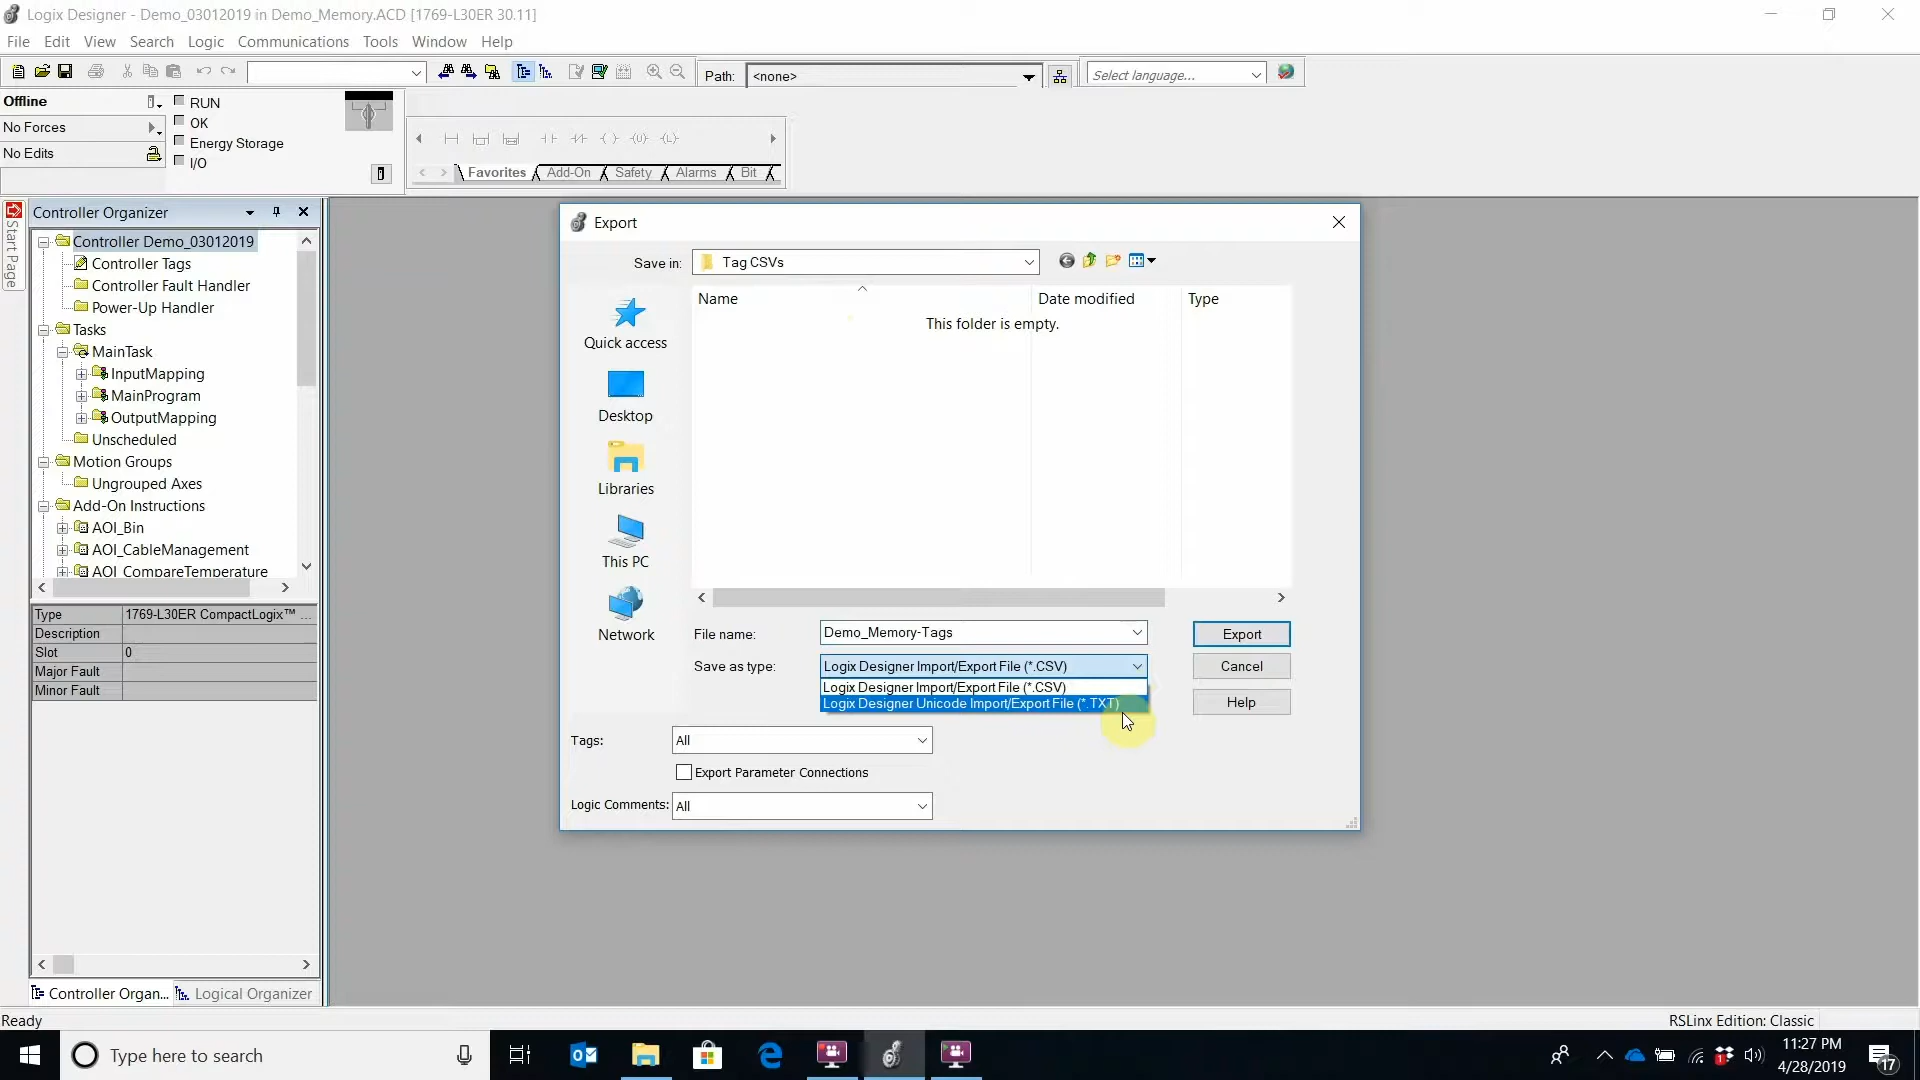 Logix Designer - Demo_03012019 in Demo_Memory.ACD [1769-L30ER 30.11]
File Edit View Search Logic Communications Tools Window Help
Path: <none>
Select language...
Offline
RUN
No Forces
OK
Energy Storage
No Edits
I/O
Favorites Add-On Safety Alarms Bit
Start Page
Controller Organizer
Controller Demo_03012019
Controller Tags
Controller Fault Handler
Power-Up Handler
Tasks
MainTask
InputMapping
MainProgram
OutputMapping
Unscheduled
Motion Groups
Ungrouped Axes
Add-On Instructions
AOI_Bin
AOI_CableManagement
AOI_CompareTemperature
Type 1769-L30ER CompactLogix™ ...
Description
Slot 0
Major Fault
Minor Fault
Controller Organ... Logical Organizer
Export
Save in: Tag CSVs
Name Date modified Type
This folder is empty.
Quick access
Desktop
Libraries
This PC
Network
File name: Demo_Memory-Tags Export
Save as type: Logix Designer Import/Export File (*.CSV) Cancel
Logix Designer Import/Export File (*.CSV)
Logix Designer Unicode Import/Export File (*.TXT) Help
Tags: All
Export Parameter Connections
Logic Comments: All
Ready
RSLinx Edition: Classic
Type here to search
11:27 PM
4/28/2019
17